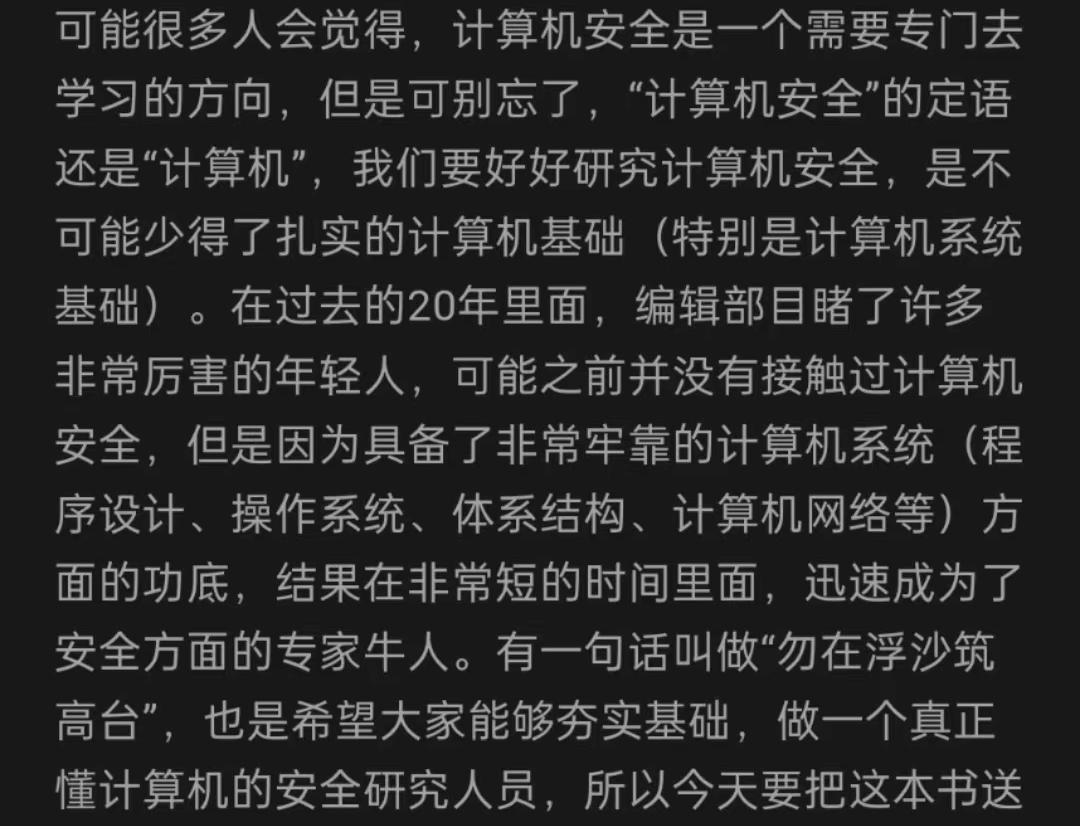 可能很多人会觉得，计算机安全是一个需要专门去
学习的方向，但是可别忘了，“计算机安全”的定语
还是“计算机”，我们要好好研究计算机安全，是不
可能少得了扎实的计算机基础（特别是计算机系统
基础）。在过去的20年里面，编辑部目睹了许多
非常厉害的年轻人，可能之前并没有接触过计算机
安全，但是因为具备了非常牢靠的计算机系统（程
序设计、操作系统、体系结构、计算机网络等）方
面的功底，结果在非常短的时间里面，迅速成为了
安全方面的专家牛人。有一句话叫做“勿在浮沙筑
高台”，也是希望大家能够夯实基础，做一个真正
懂计算机的安全研究人员，所以今天要把这本书送